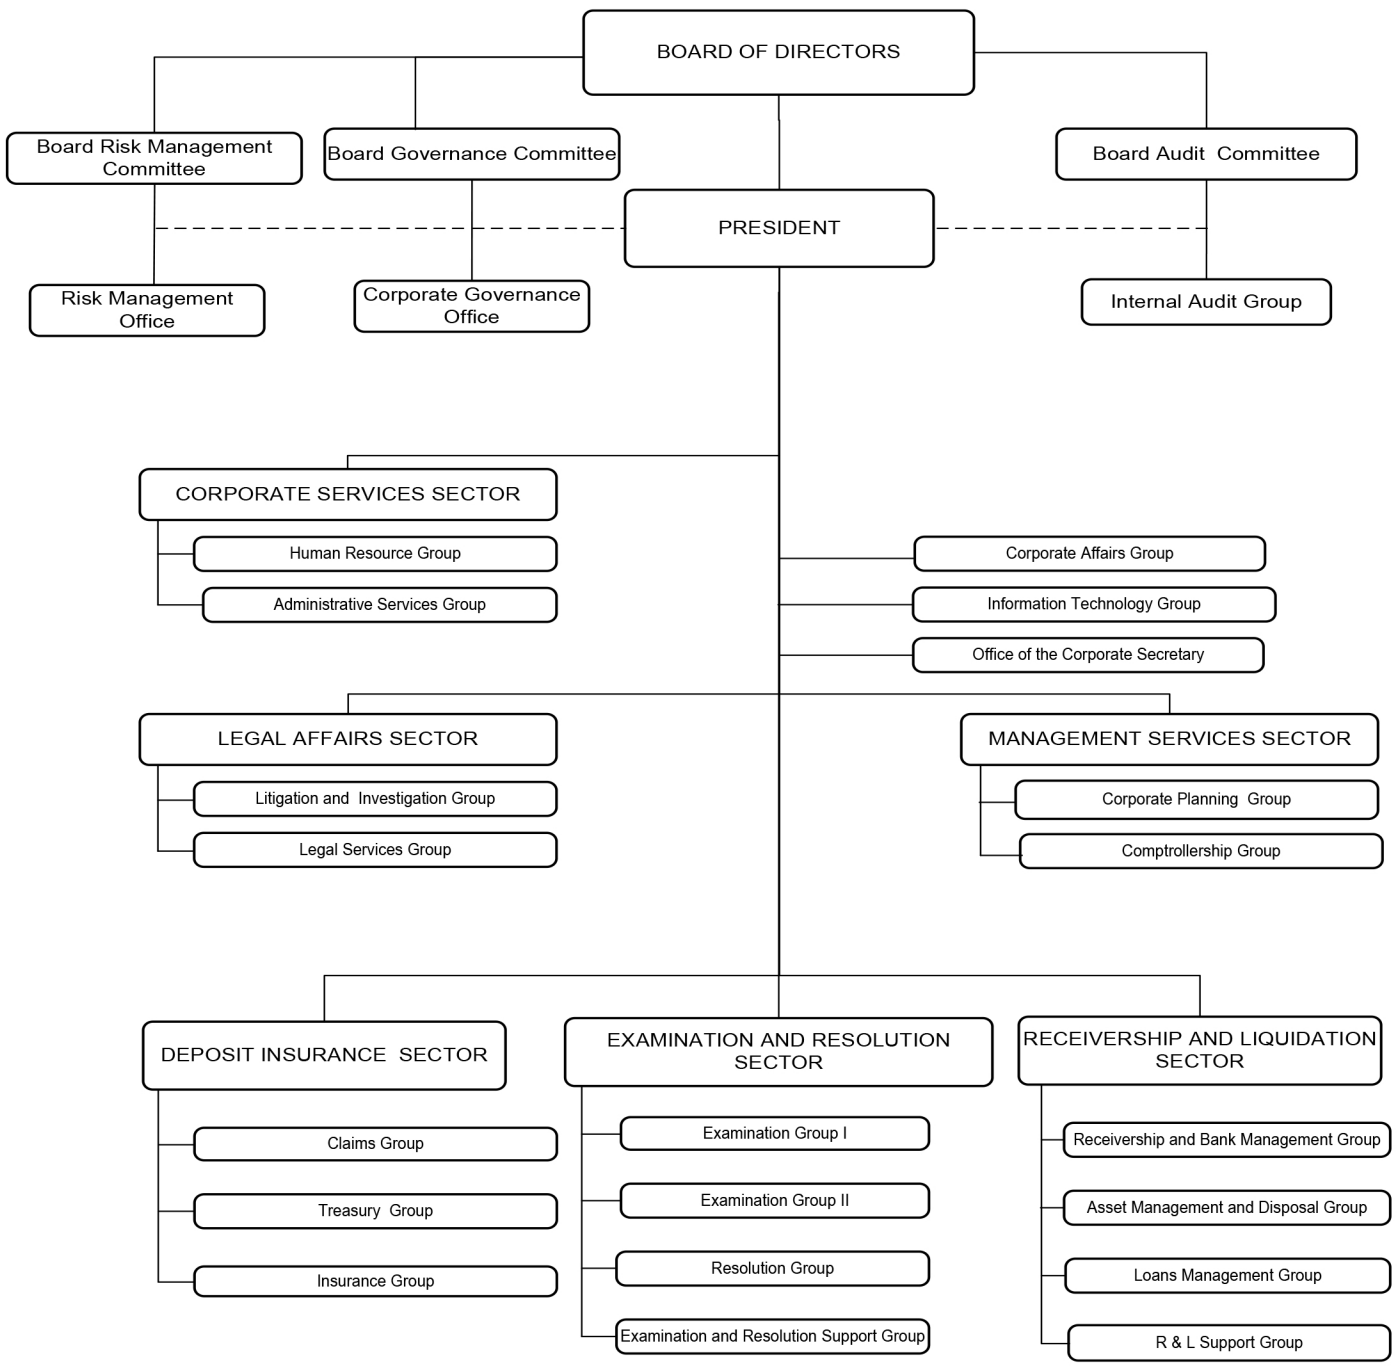 BOARD OF DIRECTORS
Board Risk Management
Committee
Board Governance Committee
Board Audit Committee
PRESIDENT
Risk Management
Office
Corporate Governance
Office
Internal Audit Group
CORPORATE SERVICES SECTOR
Human Resource Group
Administrative Services Group
Corporate Affairs Group
Information Technology Group
Office of the Corporate Secretary
LEGAL AFFAIRS SECTOR
Litigation and Investigation Group
Legal Services Group
MANAGEMENT SERVICES SECTOR
Corporate Planning Group
Comptrollership Group
DEPOSIT INSURANCE SECTOR
Claims Group
Treasury Group
Insurance Group
EXAMINATION AND RESOLUTION
SECTOR
Examination Group I
Examination Group II
Resolution Group
Examination and Resolution Support Group
RECEIVERSHIP AND LIQUIDATION
SECTOR
Receivership and Bank Management Group
Asset Management and Disposal Group
Loans Management Group
R & L Support Group